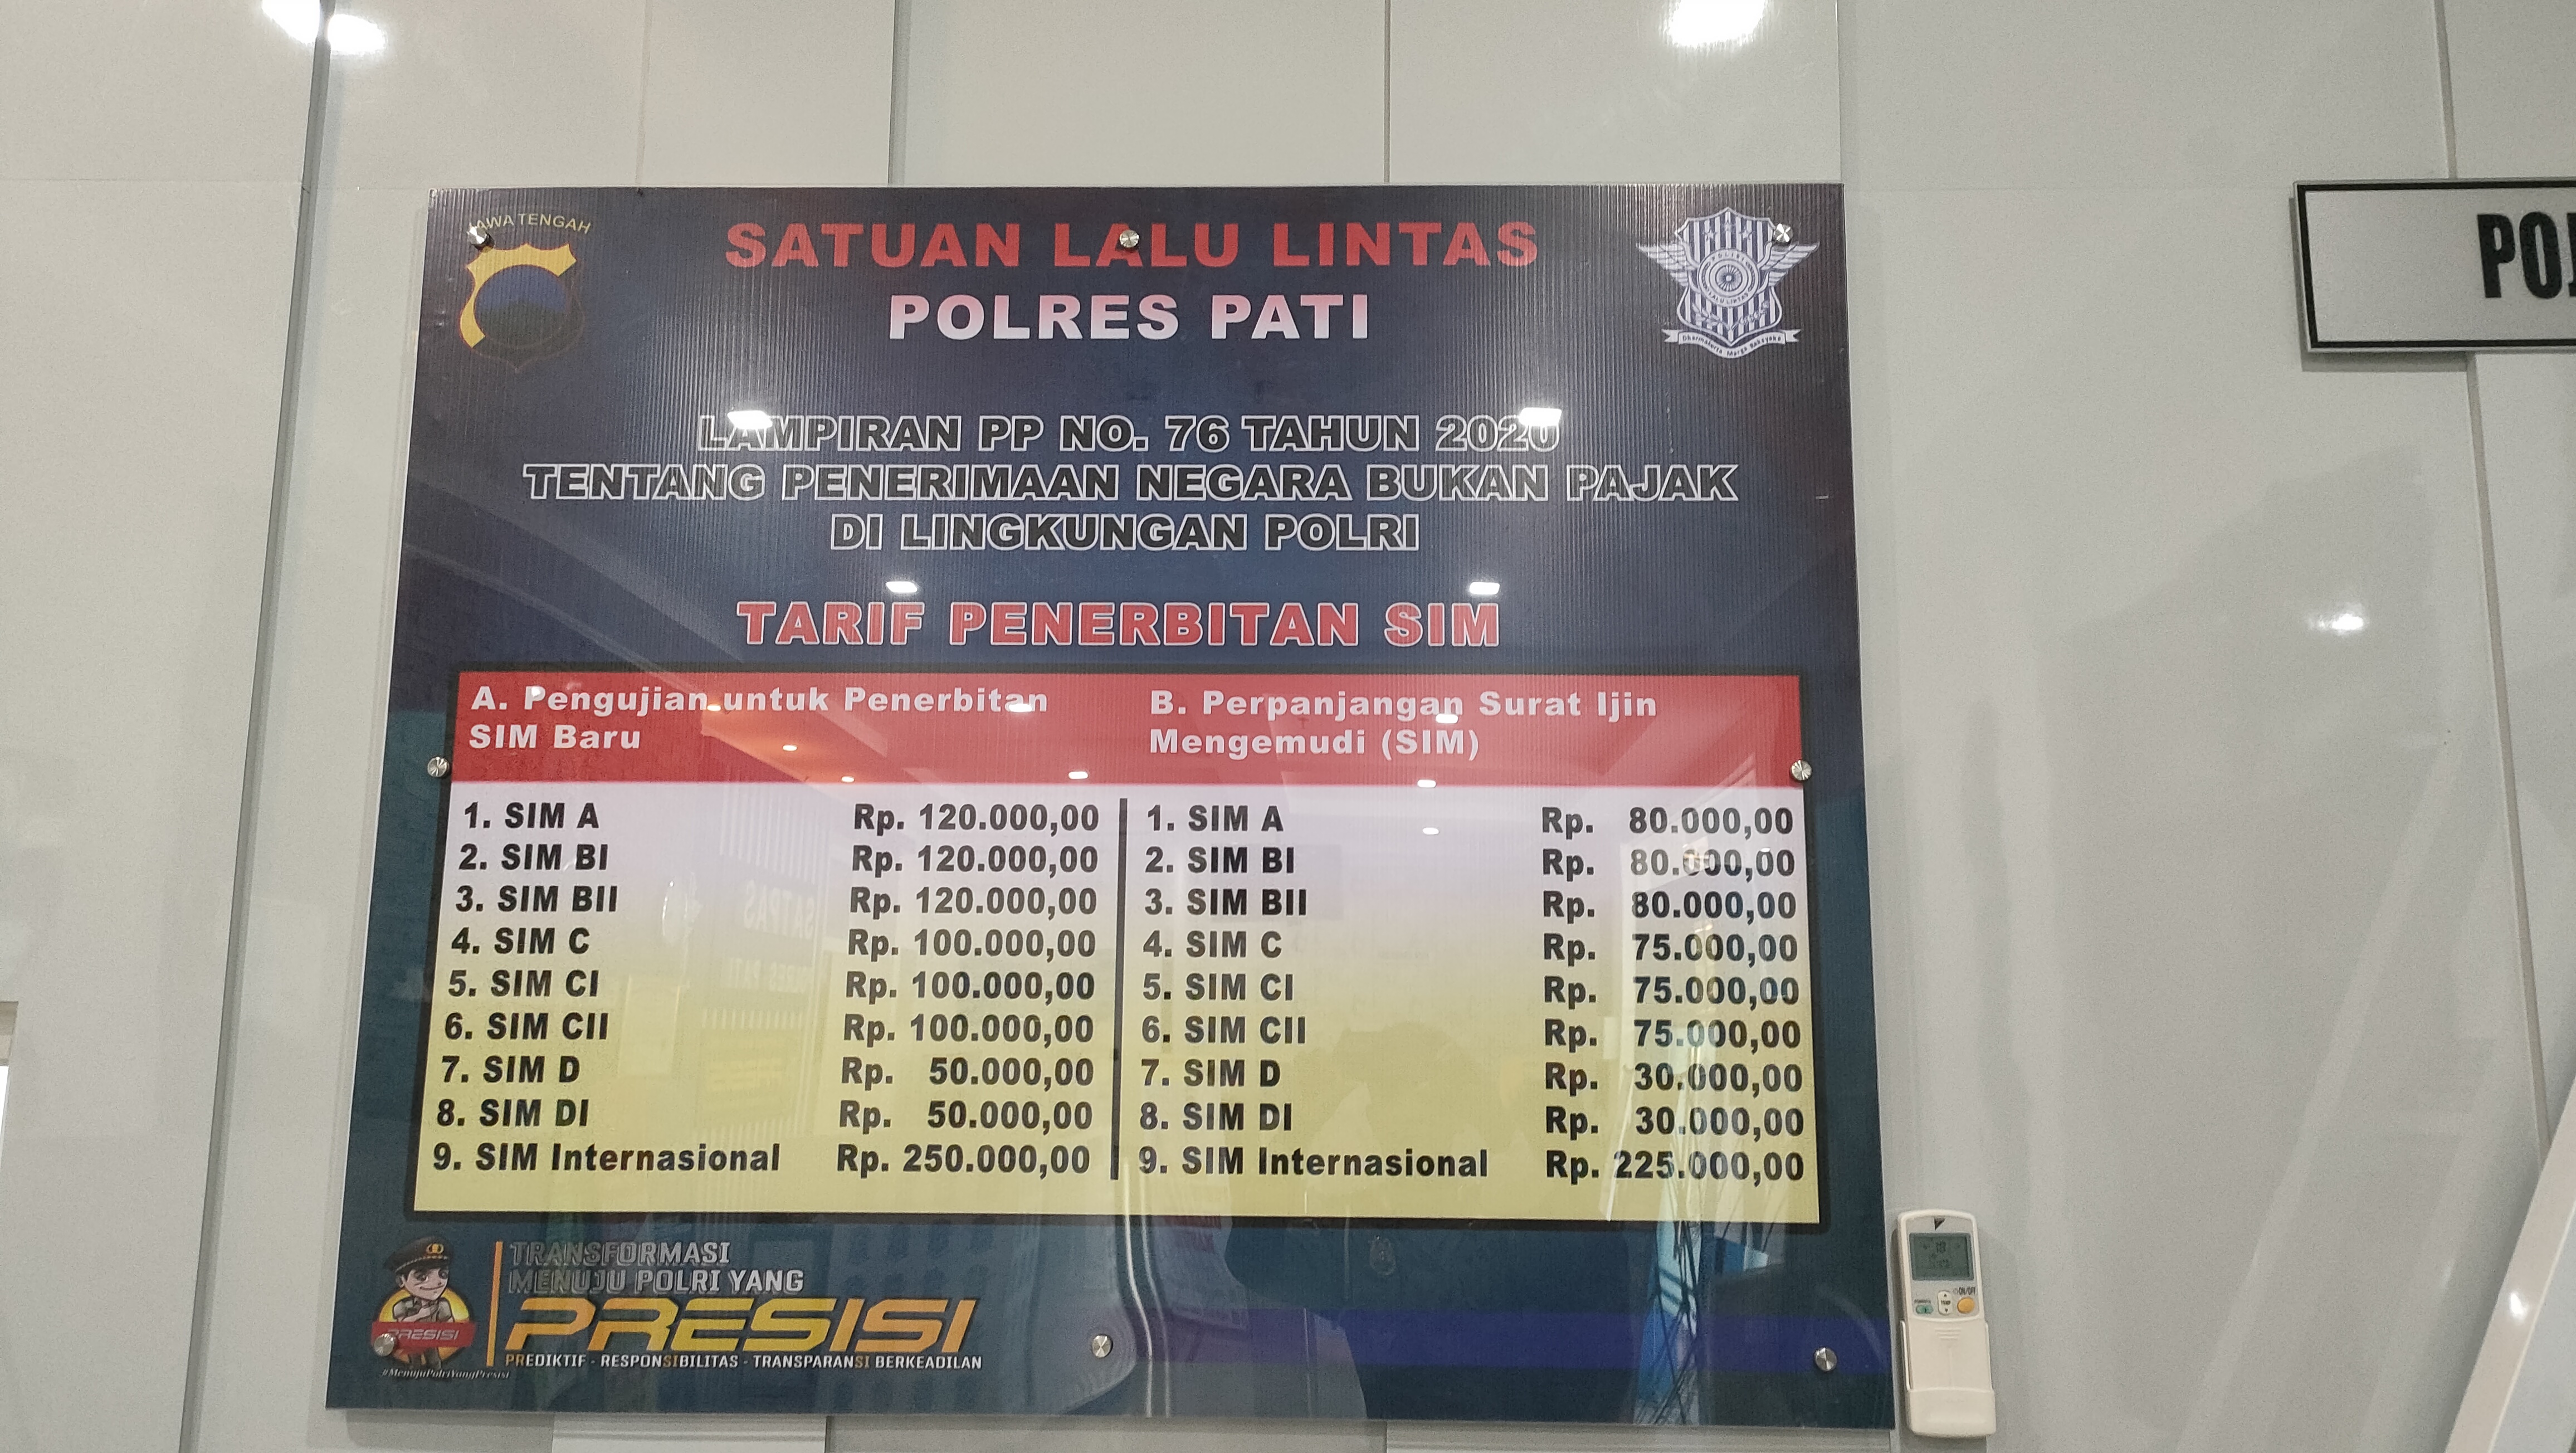 JAWA TENGAH
SATUAN LALU LINTAS
POLRES PATI
Dharmakerta Marga Raksyaka
LAMPIRAN PP NO. 76 TAHUN 2020
TENTANG PENERIMAAN NEGARA BUKAN PAJAK
DI LINGKUNGAN POLRI
TARIF PENERBITAN SIM
A. Pengujian untuk Penerbitan
SIM Baru
1. SIM A Rp. 120.000,00
2. SIM BI Rp. 120.000,00
3. SIM BII Rp. 120.000,00
4. SIM C Rp. 100.000,00
5. SIM CI Rp. 100.000,00
6. SIM CII Rp. 100.000,00
7. SIM D Rp. 50.000,00
8. SIM DI Rp. 50.000,00
9. SIM Internasional Rp. 250.000,00
B. Perpanjangan Surat Ijin
Mengemudi (SIM)
1. SIM A Rp. 80.000,00
2. SIM BI Rp. 80.000,00
3. SIM BII Rp. 80.000,00
4. SIM C Rp. 75.000,00
5. SIM CI Rp. 75.000,00
6. SIM CII Rp. 75.000,00
7. SIM D Rp. 30.000,00
8. SIM DI Rp. 30.000,00
9. SIM Internasional Rp. 225.000,00
TRANSFORMASI
MENUJU POLRI YANG
PRESISI
PREDIKTIF - RESPONSIBILITAS - TRANSPARANSI BERKEADILAN
PRESISI
#MenujuPolriYangPresisi
ON/OFF
TEMP